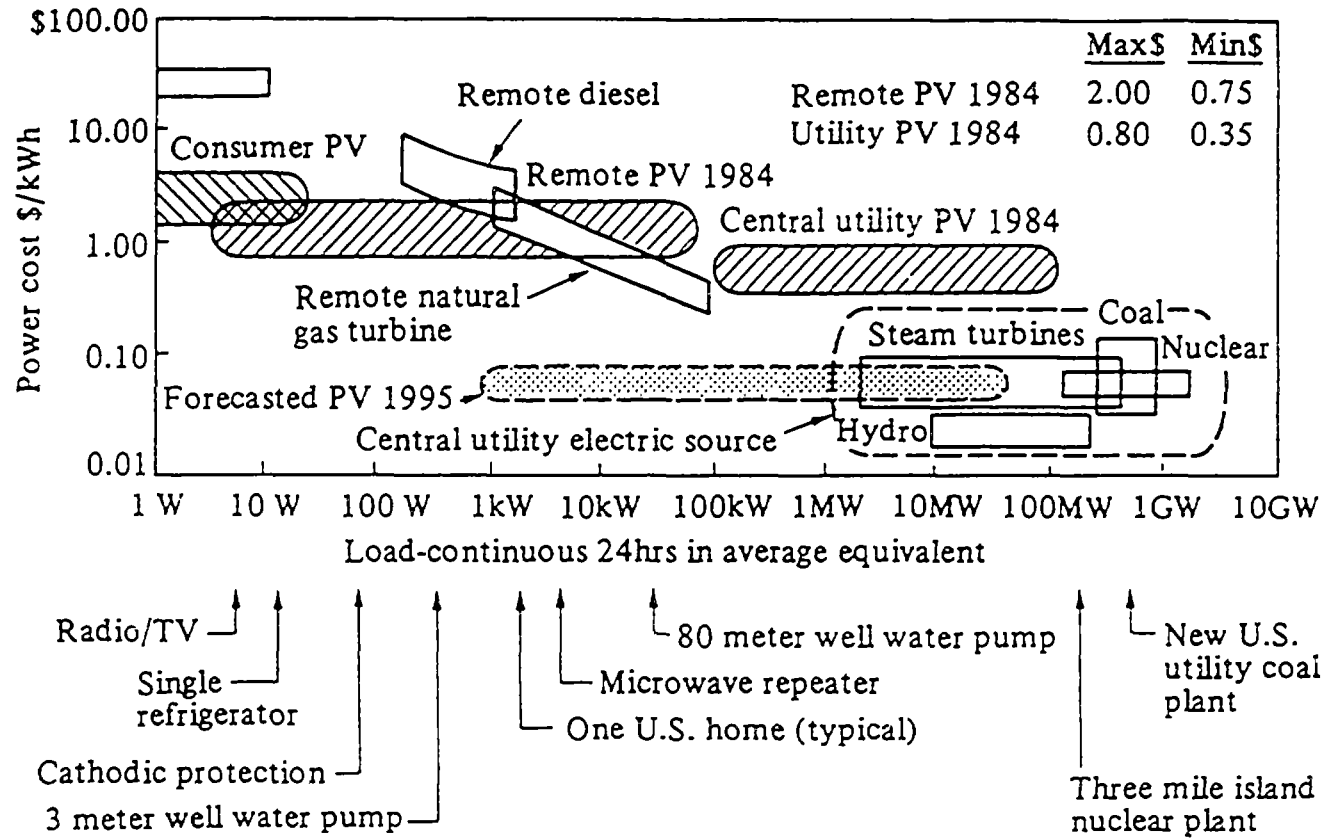 $100.00
10.00
1.00
0.10
0.01
Power cost $/kWh
Max$ Min$
Remote PV 1984 2.00 0.75
Utility PV 1984 0.80 0.35
Remote diesel
Consumer PV
Remote PV 1984
Central utility PV 1984
Remote natural
gas turbine
Coal
Steam turbines
Nuclear
Forecasted PV 1995
Central utility electric source
Hydro
1 W 10 W 100 W 1kW 10kW 100kW 1MW 10MW 100MW 1GW 10GW
Load-continuous 24hrs in average equivalent
Radio/TV
Single
refrigerator
Cathodic protection
3 meter well water pump
80 meter well water pump
Microwave repeater
One U.S. home (typical)
New U.S.
utility coal
plant
Three mile island
nuclear plant